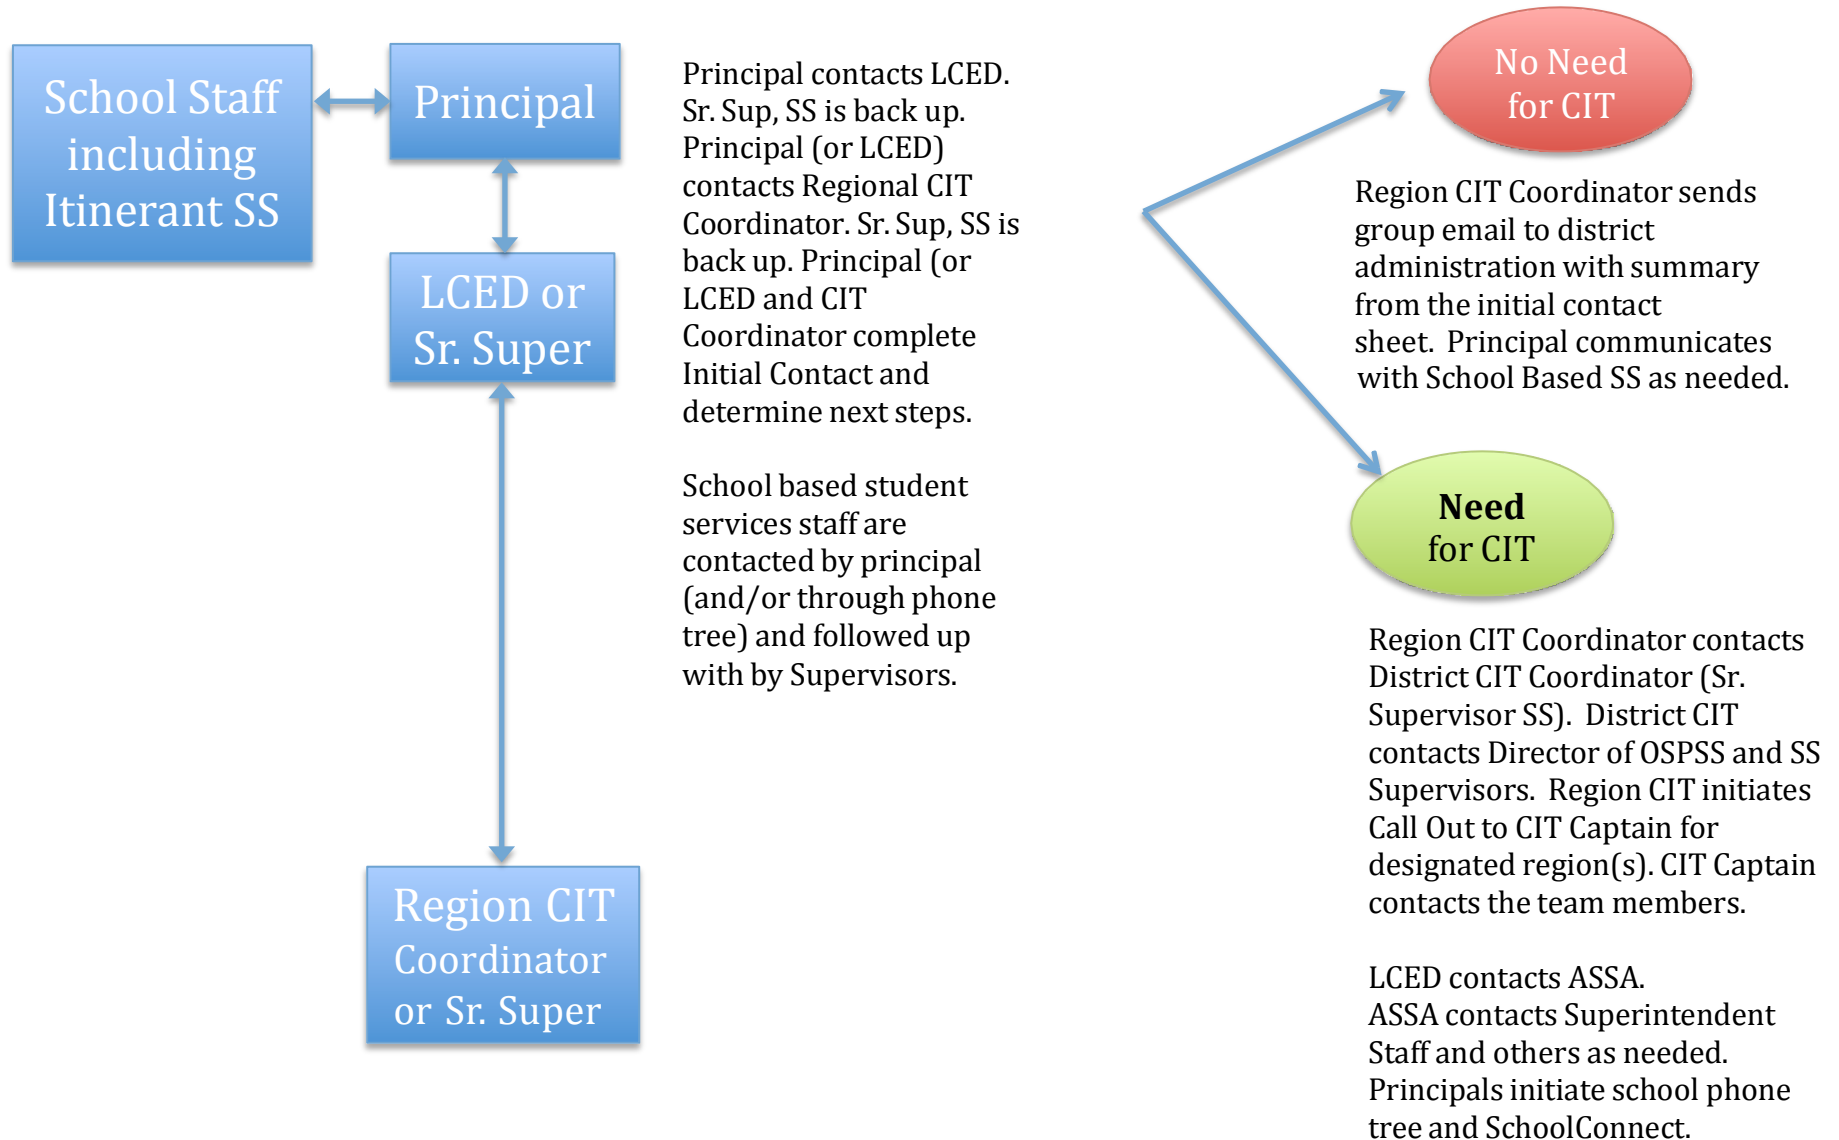 School Staff
including
Itinerant SS
Principal
LCED or
Sr. Super
Region CIT
Coordinator
or Sr. Super
Principal contacts LCED.
Sr. Sup, SS is back up.
Principal (or LCED)
contacts Regional CIT
Coordinator. Sr. Sup, SS is
back up. Principal (or
LCED and CIT
Coordinator complete
Initial Contact and
determine next steps.
School based student
services staff are
contacted by principal
(and/or through phone
tree) and followed up
with by Supervisors.
No Need
for CIT
Region CIT Coordinator sends
group email to district
administration with summary
from the initial contact
sheet. Principal communicates
with School Based SS as needed.
Need
for CIT
Region CIT Coordinator contacts
District CIT Coordinator (Sr.
Supervisor SS). District CIT
contacts Director of OSPSS and SS
Supervisors. Region CIT initiates
Call Out to CIT Captain for
designated region(s). CIT Captain
contacts the team members.
LCED contacts ASSA.
ASSA contacts Superintendent
Staff and others as needed.
Principals initiate school phone
tree and SchoolConnect.